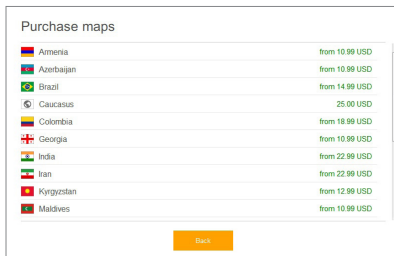 Purchase maps
Armenia from 10.99 USD
Azerbaijan from 10.99 USD
Brazil from 14.99 USD
Caucasus 25.00 USD
Colombia from 18.99 USD
Georgia from 10.99 USD
India from 22.99 USD
Iran from 22.99 USD
Kyrgyzstan from 12.99 USD
Maldives from 10.99 USD
Back